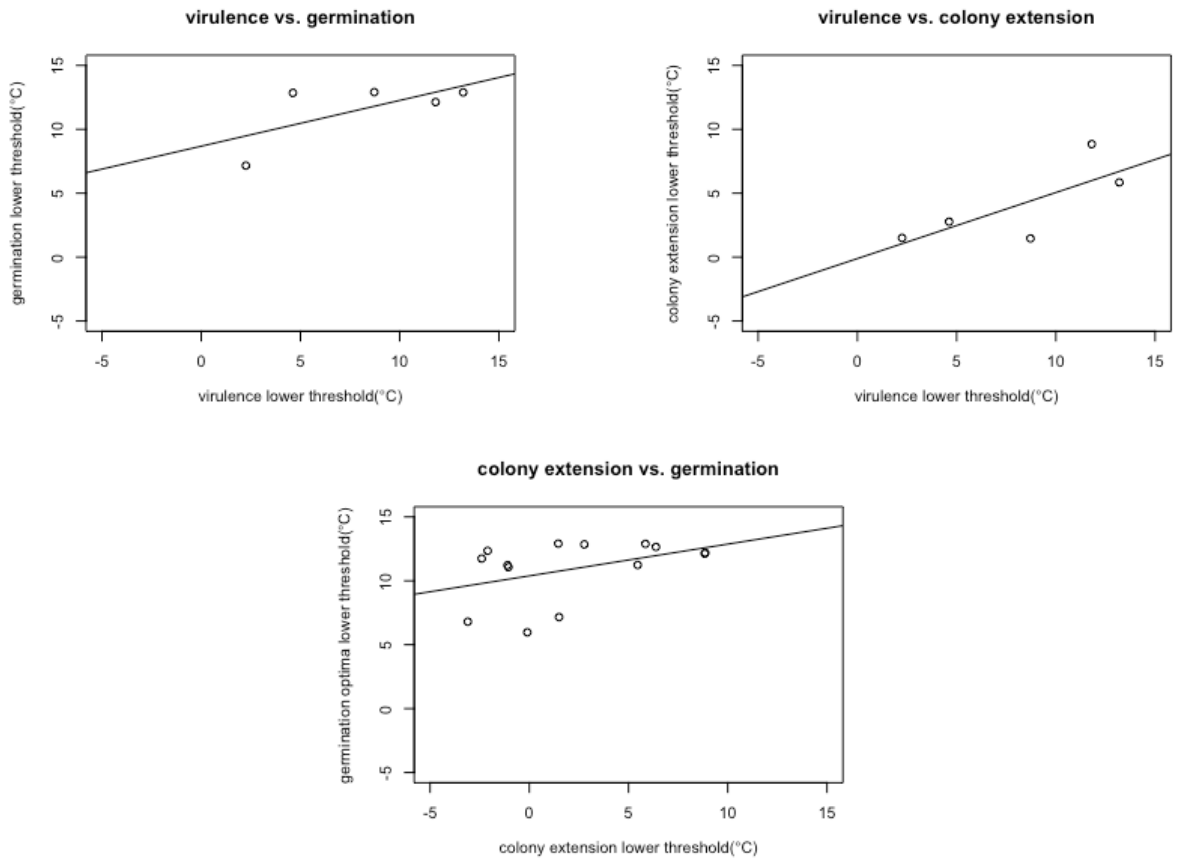 virulence vs. germination
germination lower threshold(°C)
15
10
5
0
-5
-5 0 5 10 15
virulence lower threshold(°C)
virulence vs. colony extension
colony extension lower threshold(°C)
15
10
5
0
-5
-5 0 5 10 15
virulence lower threshold(°C)
colony extension vs. germination
germination optima lower threshold(°C)
15
10
5
0
-5
-5 0 5 10 15
colony extension lower threshold(°C)